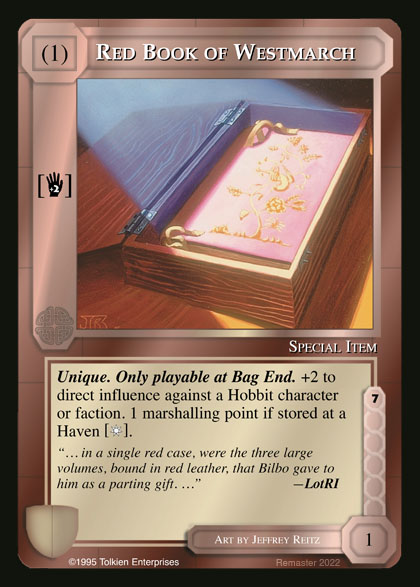 (1)
RED BOOK OF WESTMARCH
[2]
JR
SPECIAL ITEM
Unique. Only playable at Bag End. +2 to
direct influence against a Hobbit character
or faction. 1 marshalling point if stored at a
Haven [].
7
“… in a single red case, were the three large
volumes, bound in red leather, that Bilbo gave to
him as a parting gift. …” –LotRI
ART BY JEFFREY REITZ
1
©1995 Tolkien Enterprises
Remaster 2022